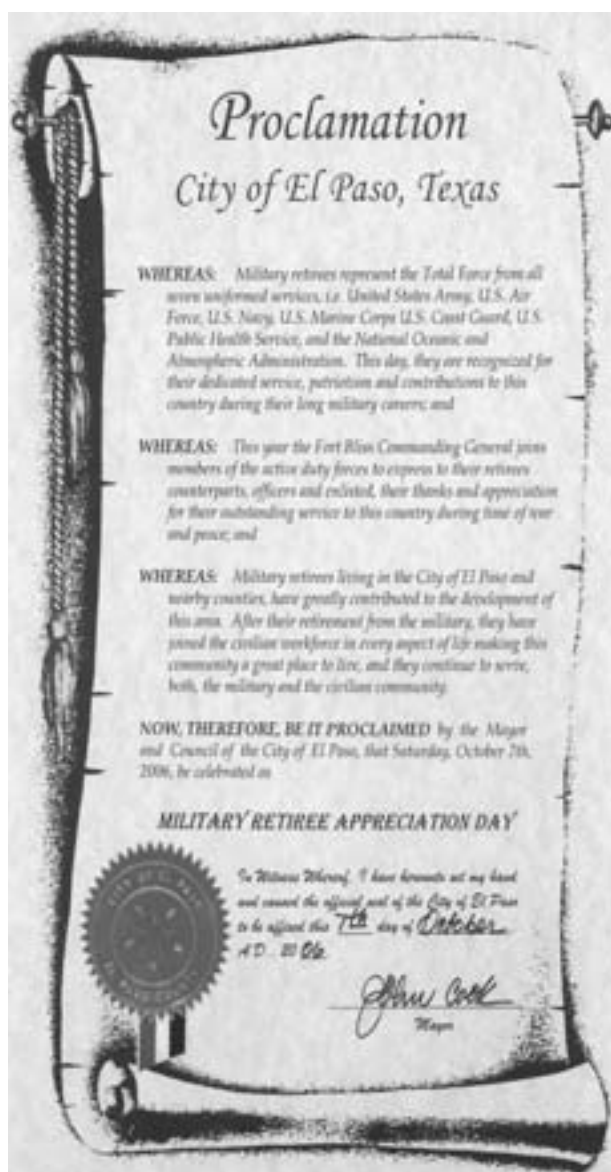 Proclamation
City of El Paso, Texas
WHEREAS: Military retirees represent the Total Force from all
seven uniformed services, i.e. United States Army, U.S. Air
Force, U.S. Navy, U.S. Marine Corps U.S. Coast Guard, U.S.
Public Health Service, and the National Oceanic and
Atmospheric Administration. This day, they are recognized for
their dedicated service, patriotism and contributions to this
country during their long military careers; and
WHEREAS: This year the Fort Bliss Commanding General joins
members of the active duty forces to express to their retirees
counterparts, officers and enlisted, their thanks and appreciation
for their outstanding service to this country during time of war
and peace; and
WHEREAS: Military retirees living in the City of El Paso and
nearby counties, have greatly contributed to the development of
this area. After their retirement from the military, they have
joined the civilian workforce in every aspect of life making this
community a great place to live, and they continue to serve,
both, the military and the civilian community.
NOW, THEREFORE, BE IT PROCLAIMED by the Mayor
and Council of the City of El Paso, that Saturday, October 7th,
2006, be celebrated as
MILITARY RETIREE APPRECIATION DAY
In Witness Whereof, I have hereunto set my hand
and caused the official seal of the City of El Paso
to be affixed this 7th day of October
A.D., 2006
John Cook
Mayor
CITY OF EL PASO